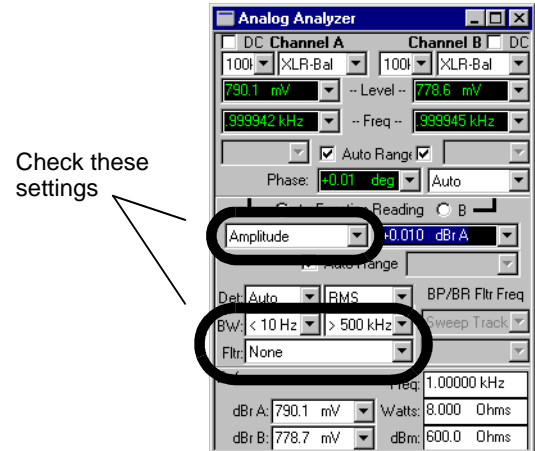 Analog Analyzer
DC Channel A Channel B DC
XLR-Bal XLR-Bal
790.1 mV -- Level -- 778.6 mV
.999942 kHz -- Freq -- .999945 kHz
Auto Range
Phase: +0.01 deg Auto
Reading B
Check these
settings
Amplitude +0.010 dBr A
Auto Range
Det: Auto RMS BP/BR Fltr Freq
BW: < 10 Hz > 500 kHz Sweep Track
Fltr: None
Freq: 1.00000 kHz
dBr A: 790.1 mV Watts: 8.000 Ohms
dBr B: 778.7 mV dBm: 600.0 Ohms